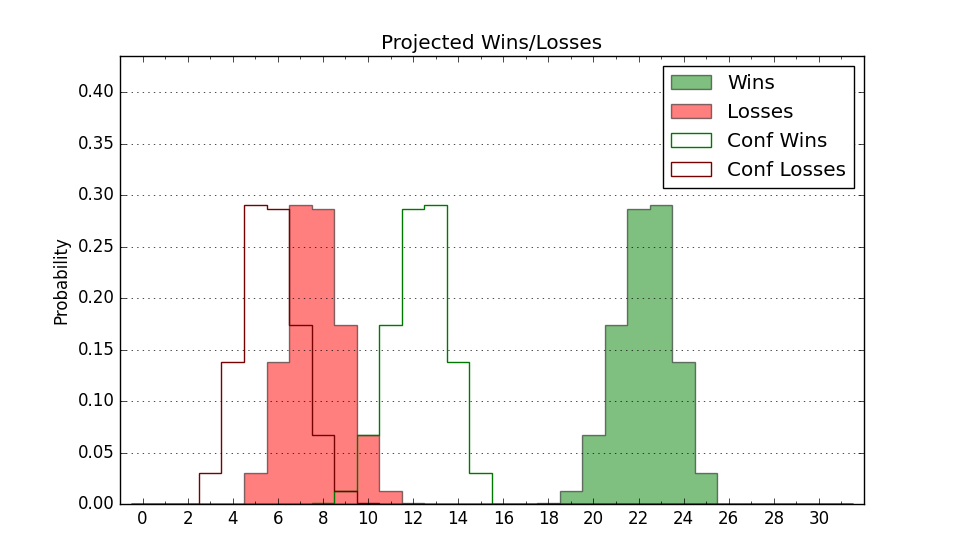 Projected Wins/Losses
Wins
Losses
Conf Wins
Conf Losses
Probability
0.40
0.35
0.30
0.25
0.20
0.15
0.10
0.05
0.00
0 2 4 6 8 10 12 14 16 18 20 22 24 26 28 30